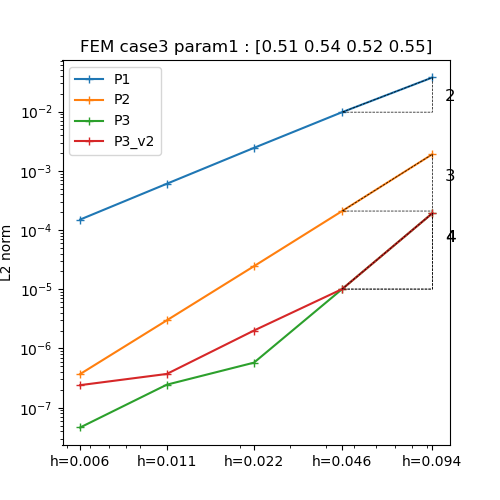 FEM case3 param1 : [0.51 0.54 0.52 0.55]
P1
P2
P3
P3_v2
L2 norm
10⁻²
10⁻³
10⁻⁴
10⁻⁵
10⁻⁶
10⁻⁷
2
3
4
h=0.006 h=0.011 h=0.022 h=0.046 h=0.094